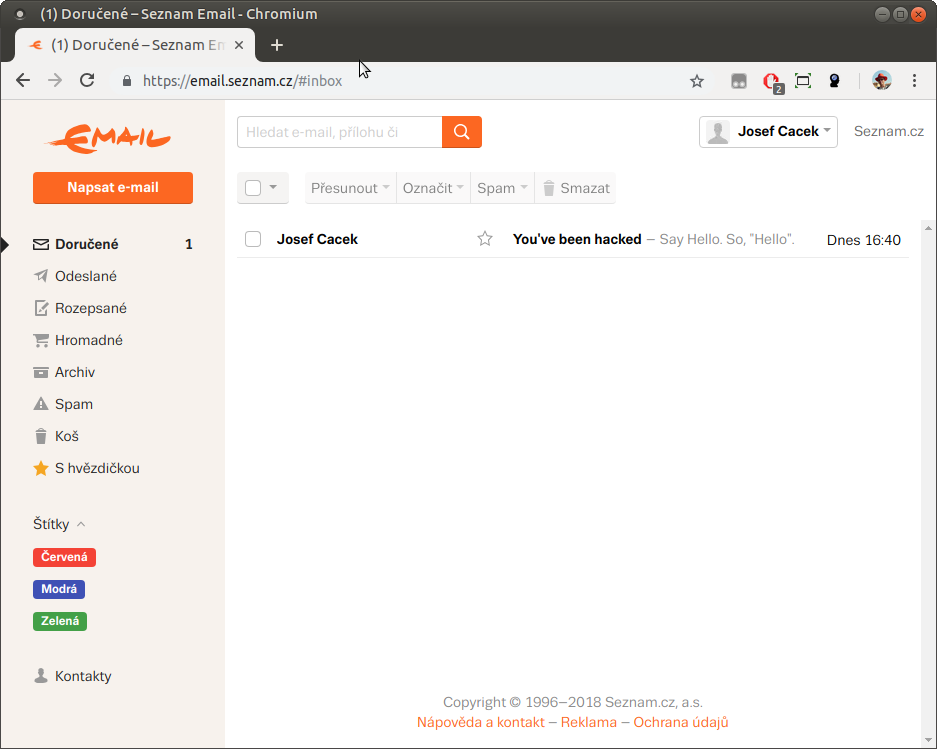 (1) Doručené – Seznam Email - Chromium
(1) Doručené – Seznam Em
https://email.seznam.cz/#inbox
2
EMAIL
Hledat e-mail, přílohu či
Josef Cacek
Seznam.cz
Napsat e-mail
Přesunout
Označit
Spam
Smazat
Doručené 1
Josef Cacek
You've been hacked – Say Hello. So, "Hello".
Dnes 16:40
Odeslané
Rozepsané
Hromadné
Archiv
Spam
Koš
S hvězdičkou
Štítky
Červená
Modrá
Zelená
Kontakty
Copyright © 1996–2018 Seznam.cz, a.s.
Nápověda a kontakt – Reklama – Ochrana údajů